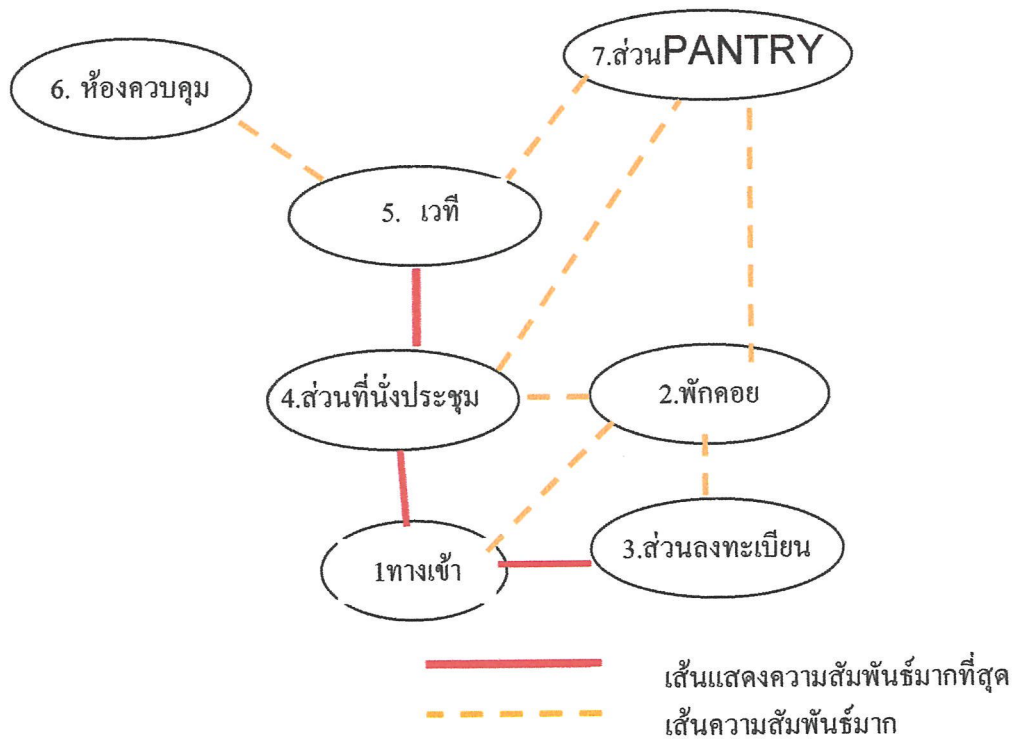 7.ส่วนPANTRY
6. ห้องควบคุม
5. เวที
4.ส่วนที่นั่งประชุม
2.พักคอย
3.ส่วนลงทะเบียน
1ทางเข้า
เส้นแสดงความสัมพันธ์มากที่สุด
เส้นความสัมพันธ์มาก